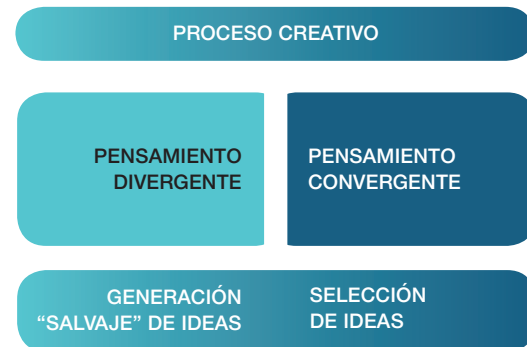 PROCESO CREATIVO
PENSAMIENTO
DIVERGENTE
PENSAMIENTO
CONVERGENTE
GENERACIÓN
“SALVAJE” DE IDEAS
SELECCIÓN
DE IDEAS